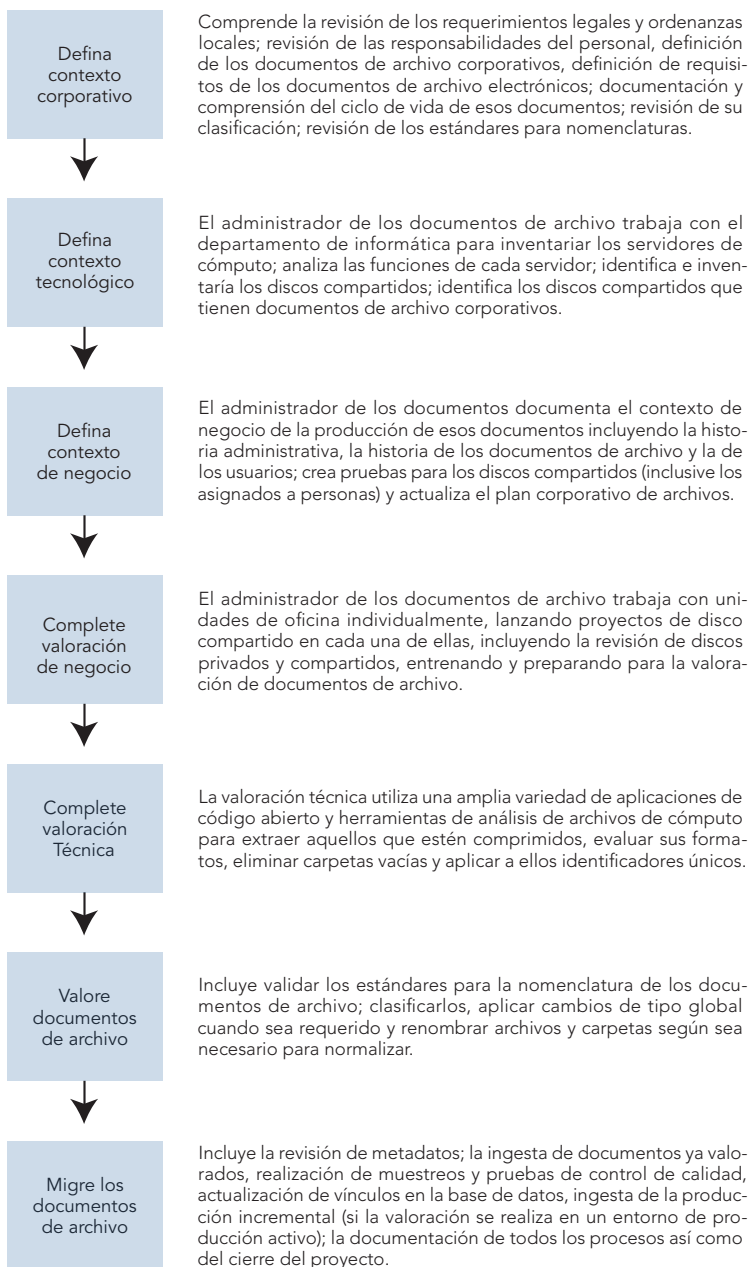 Defina
contexto
corporativo
Comprende la revisión de los requerimientos legales y ordenanzas
locales; revisión de las responsabilidades del personal, definición
de los documentos de archivo corporativos, definición de requisi-
tos de los documentos de archivo electrónicos; documentación y
comprensión del ciclo de vida de esos documentos; revisión de su
clasificación; revisión de los estándares para nomenclaturas.
Defina
contexto
tecnológico
El administrador de los documentos de archivo trabaja con el
departamento de informática para inventariar los servidores de
cómputo; analiza las funciones de cada servidor; identifica e inven-
taría los discos compartidos; identifica los discos compartidos que
tienen documentos de archivo corporativos.
Defina
contexto
de negocio
El administrador de los documentos documenta el contexto de
negocio de la producción de esos documentos incluyendo la histo-
ria administrativa, la historia de los documentos de archivo y la de
los usuarios; crea pruebas para los discos compartidos (inclusive los
asignados a personas) y actualiza el plan corporativo de archivos.
Complete
valoración
de negocio
El administrador de los documentos de archivo trabaja con uni-
dades de oficina individualmente, lanzando proyectos de disco
compartido en cada una de ellas, incluyendo la revisión de discos
privados y compartidos, entrenando y preparando para la valora-
ción de documentos de archivo.
Complete
valoración
Técnica
La valoración técnica utiliza una amplia variedad de aplicaciones de
código abierto y herramientas de análisis de archivos de cómputo
para extraer aquellos que estén comprimidos, evaluar sus forma-
tos, eliminar carpetas vacías y aplicar a ellos identificadores únicos.
Valore
documentos
de archivo
Incluye validar los estándares para la nomenclatura de los docu-
mentos de archivo; clasificarlos, aplicar cambios de tipo global
cuando sea requerido y renombrar archivos y carpetas según sea
necesario para normalizar.
Migre los
documentos
de archivo
Incluye la revisión de metadatos; la ingesta de documentos ya valo-
rados, realización de muestreos y pruebas de control de calidad,
actualización de vínculos en la base de datos, ingesta de la produc-
ción incremental (si la valoración se realiza en un entorno de pro-
ducción activo); la documentación de todos los procesos así como
del cierre del proyecto.